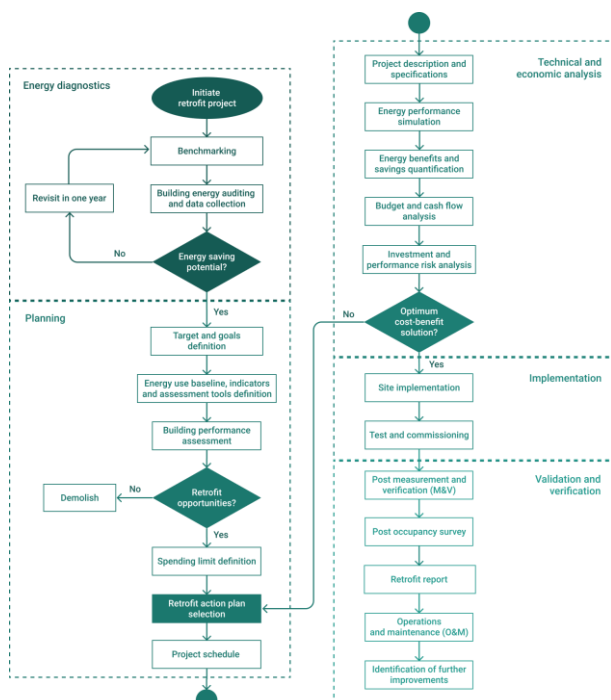 Energy diagnostics
Initiate
retrofit project
Benchmarking
Building energy auditing
and data collection
Revisit in one year
No
Energy saving
potential?
Yes
Planning
Target and goals
definition
Energy use baseline, indicators
and assessment tools definition
Building performance
assessment
Retrofit
opportunities?
No
Demolish
Yes
Spending limit definition
Retrofit action plan
selection
Project schedule
Technical and
economic analysis
Project description and
specifications
Energy performance
simulation
Energy benefits and
savings quantification
Budget and cash flow
analysis
Investment and
performance risk analysis
No
Optimum
cost-benefit
solution?
Yes
Implementation
Site implementation
Test and commissioning
Validation and
verification
Post measurement and
verification (M&V)
Post occupancy survey
Retrofit report
Operations
and maintenance (O&M)
Identification of further
improvements